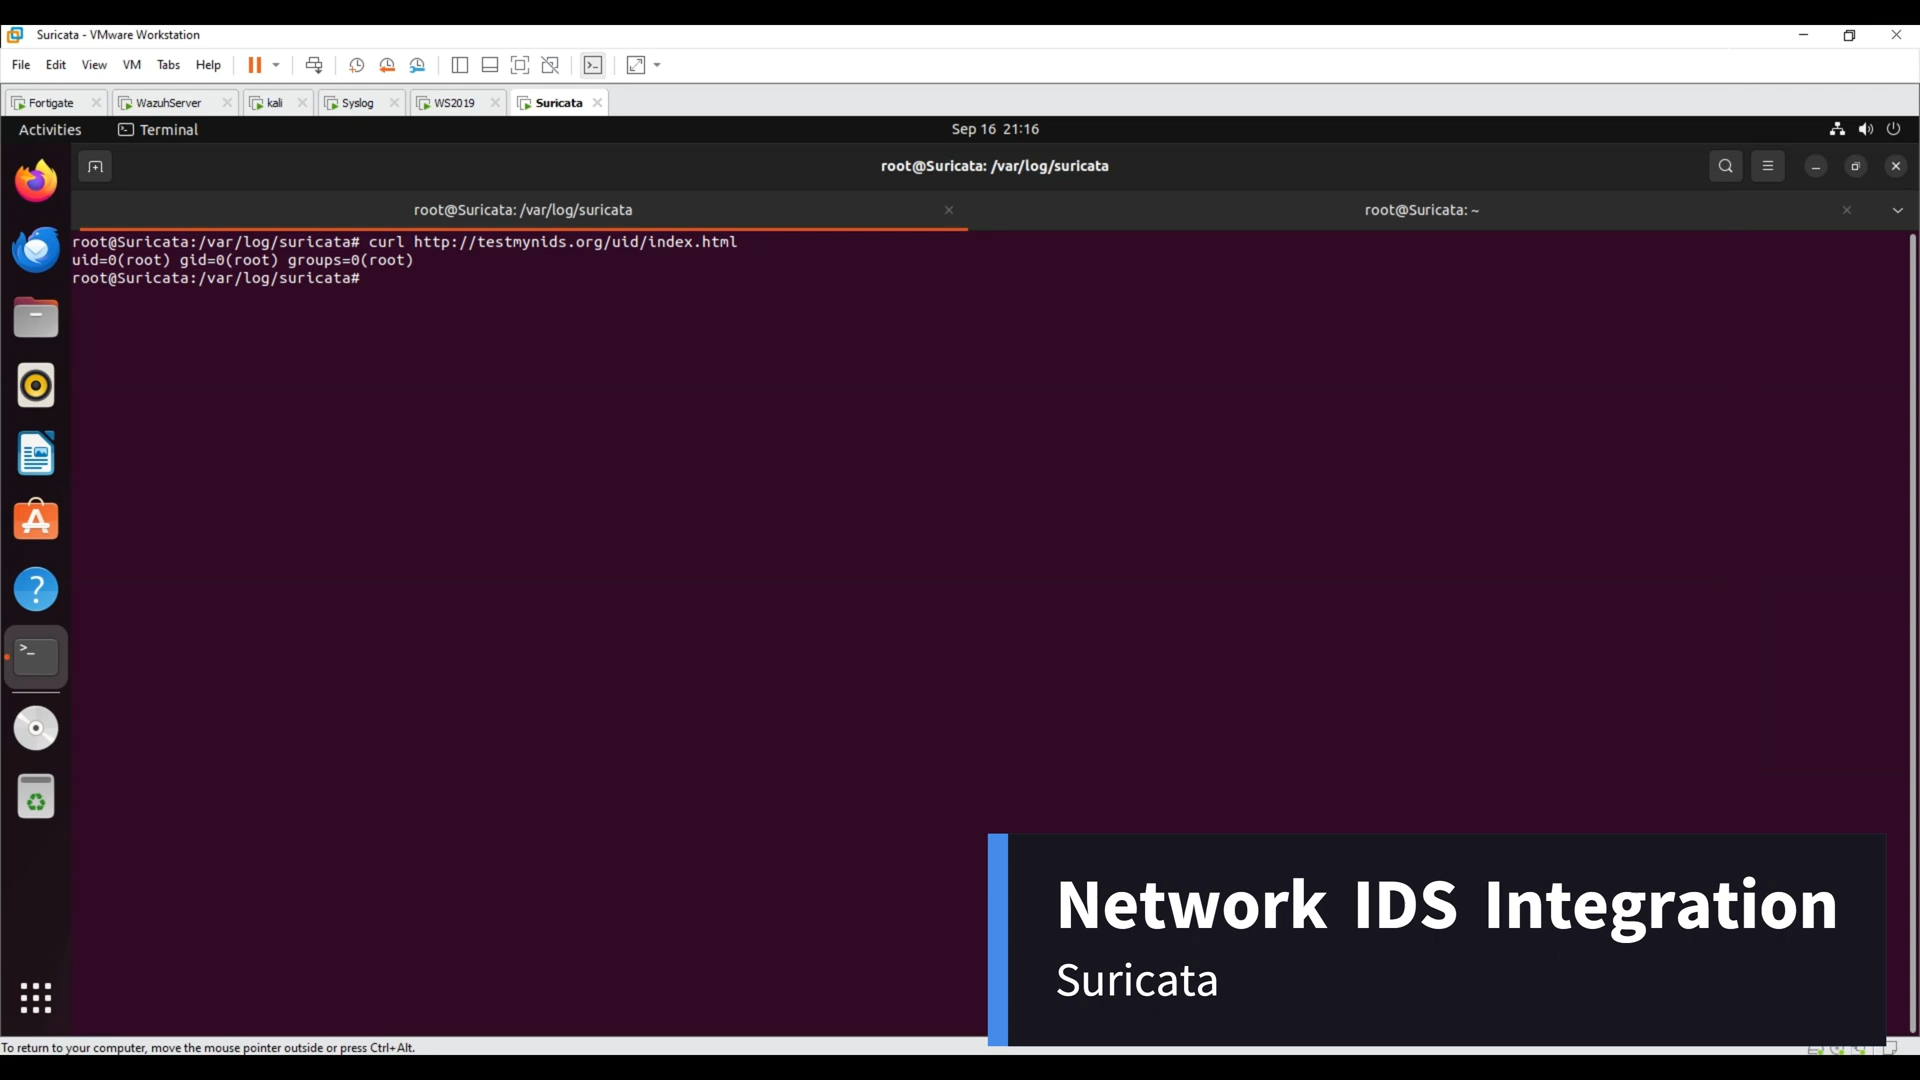 Suricata - VMware Workstation
File Edit View VM Tabs Help
Fortigate WazuhServer kali Syslog WS2019 Suricata
Activities Terminal Sep 16 21:16
root@Suricata: /var/log/suricata
root@Suricata: /var/log/suricata root@Suricata: ~
root@Suricata:/var/log/suricata# curl http://testmynids.org/uid/index.html
uid=0(root) gid=0(root) groups=0(root)
root@Suricata:/var/log/suricata#
Network IDS Integration
Suricata
To return to your computer, move the mouse pointer outside or press Ctrl+Alt.